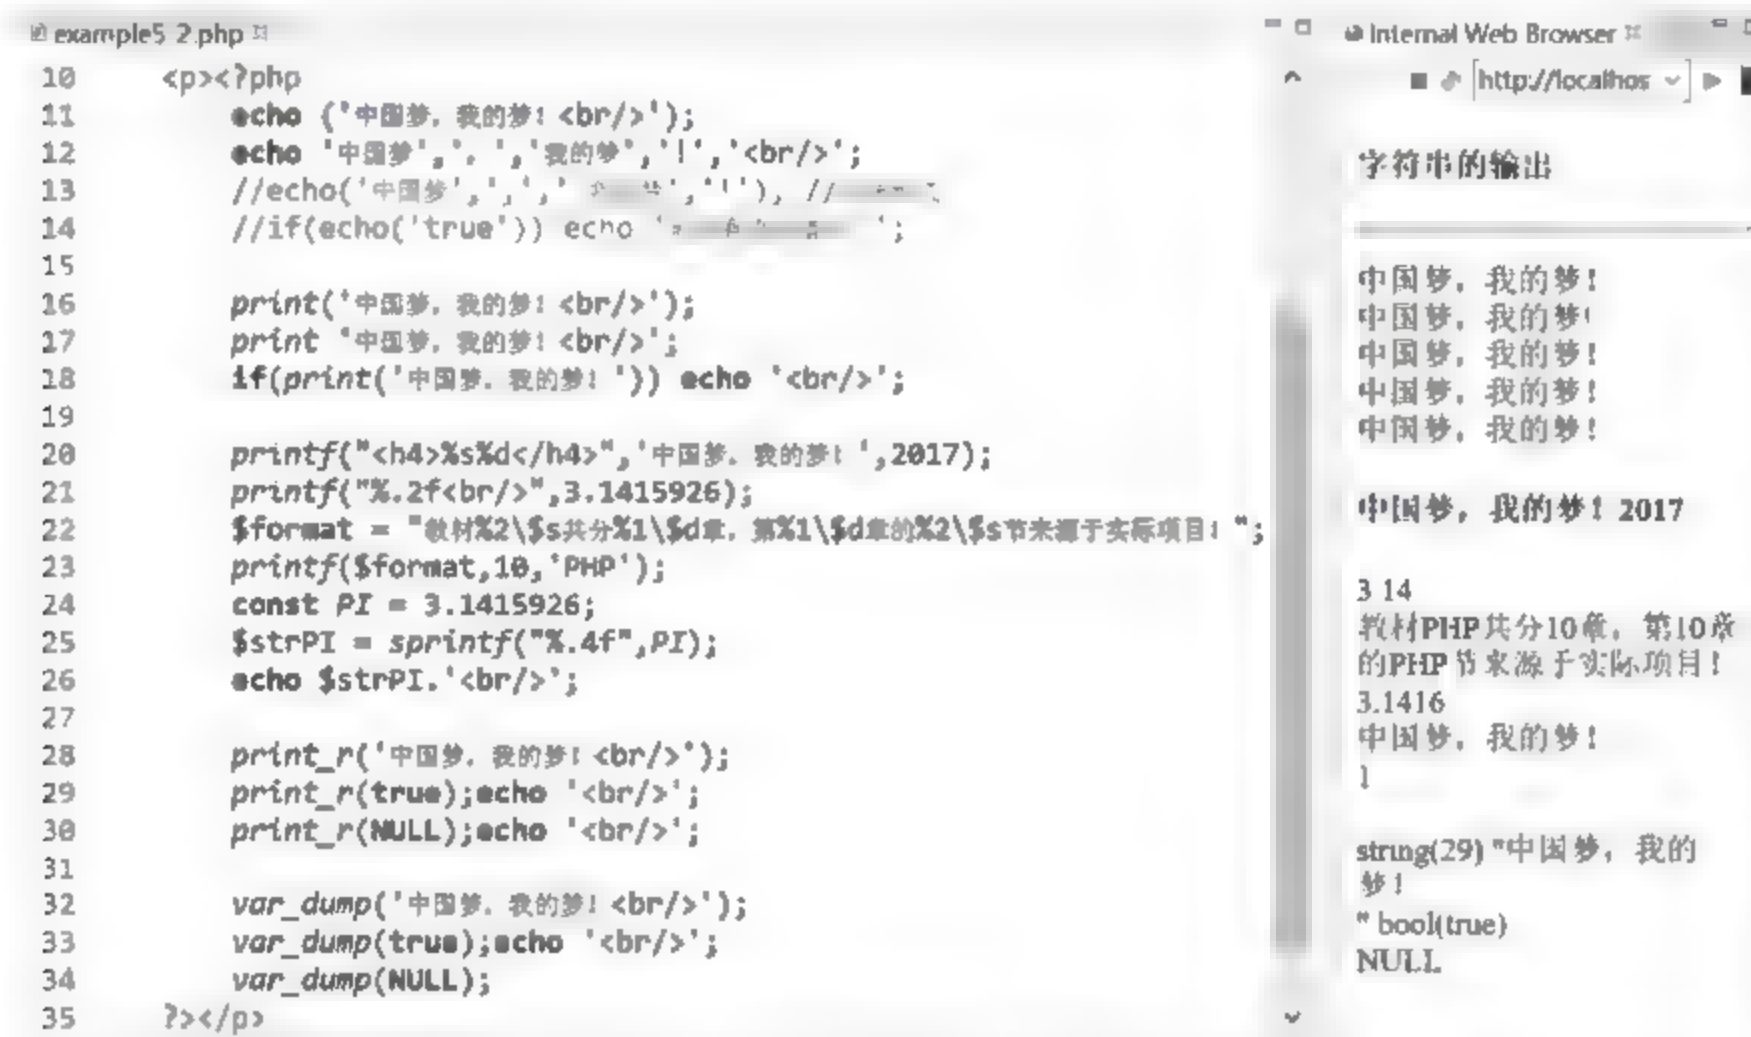 example5_2.php
10 <p><?php
11 echo ('中国梦，我的梦！<br/>');
12 echo '中国梦','，','我的梦','！','<br/>';
13 //echo('中国梦','，',' '！'); //
14 //if(echo('true')) echo ' ';
15
16 print('中国梦，我的梦！<br/>');
17 print '中国梦，我的梦！<br/>';
18 if(print('中国梦，我的梦！')) echo '<br/>';
19
20 printf("<h4>%s%d</h4>",'中国梦，我的梦！',2017);
21 printf("%.2f<br/>",3.1415926);
22 $format = "教材%2\$s共分%1\$d章，第%1\$d章的%2\$s节来源于实际项目！";
23 printf($format,10,'PHP');
24 const PI = 3.1415926;
25 $strPI = sprintf("%.4f",PI);
26 echo $strPI.'<br/>';
27
28 print_r('中国梦，我的梦！<br/>');
29 print_r(true);echo '<br/>';
30 print_r(NULL);echo '<br/>';
31
32 var_dump('中国梦，我的梦！<br/>');
33 var_dump(true);echo '<br/>';
34 var_dump(NULL);
35 ?></p>
Internal Web Browser
http://localhos
字符串的输出
中国梦，我的梦！
中国梦，我的梦！
中国梦，我的梦！
中国梦，我的梦！
中国梦，我的梦！
中国梦，我的梦！2017
3.14
教材PHP共分10章，第10章
的PHP节来源于实际项目！
3.1416
中国梦，我的梦！
1
string(29) "中国梦，我的
梦！
" bool(true)
NULL